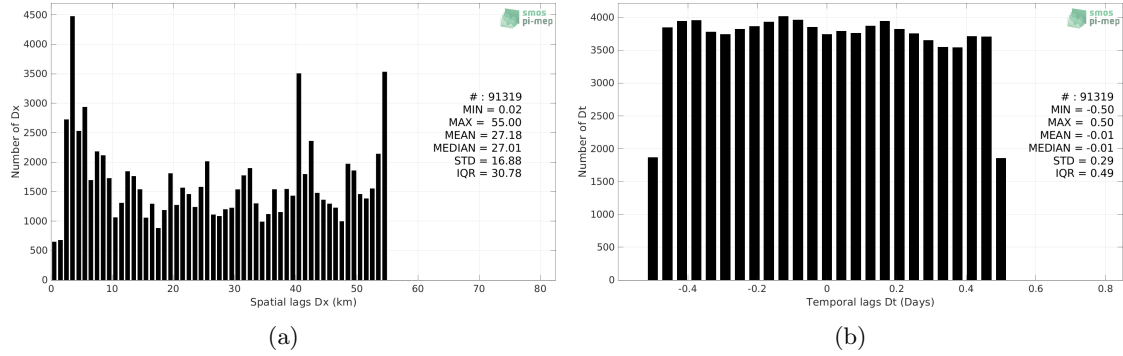 smos
pi-mep
4500
4000
3500
3000
2500
2000
1500
1000
500
0
Number of Dx
# : 91319
MIN = 0.02
MAX = 55.00
MEAN = 27.18
MEDIAN = 27.01
STD = 16.88
IQR = 30.78
0 10 20 30 40 50 60 70 80
Spatial lags Dx (km)
(a)
smos
pi-mep
4000
3500
3000
2500
2000
1500
1000
500
0
Number of Dt
# : 91319
MIN = -0.50
MAX = 0.50
MEAN = -0.01
MEDIAN = -0.01
STD = 0.29
IQR = 0.49
-0.4 -0.2 0 0.2 0.4 0.6 0.8
Temporal lags Dt (Days)
(b)